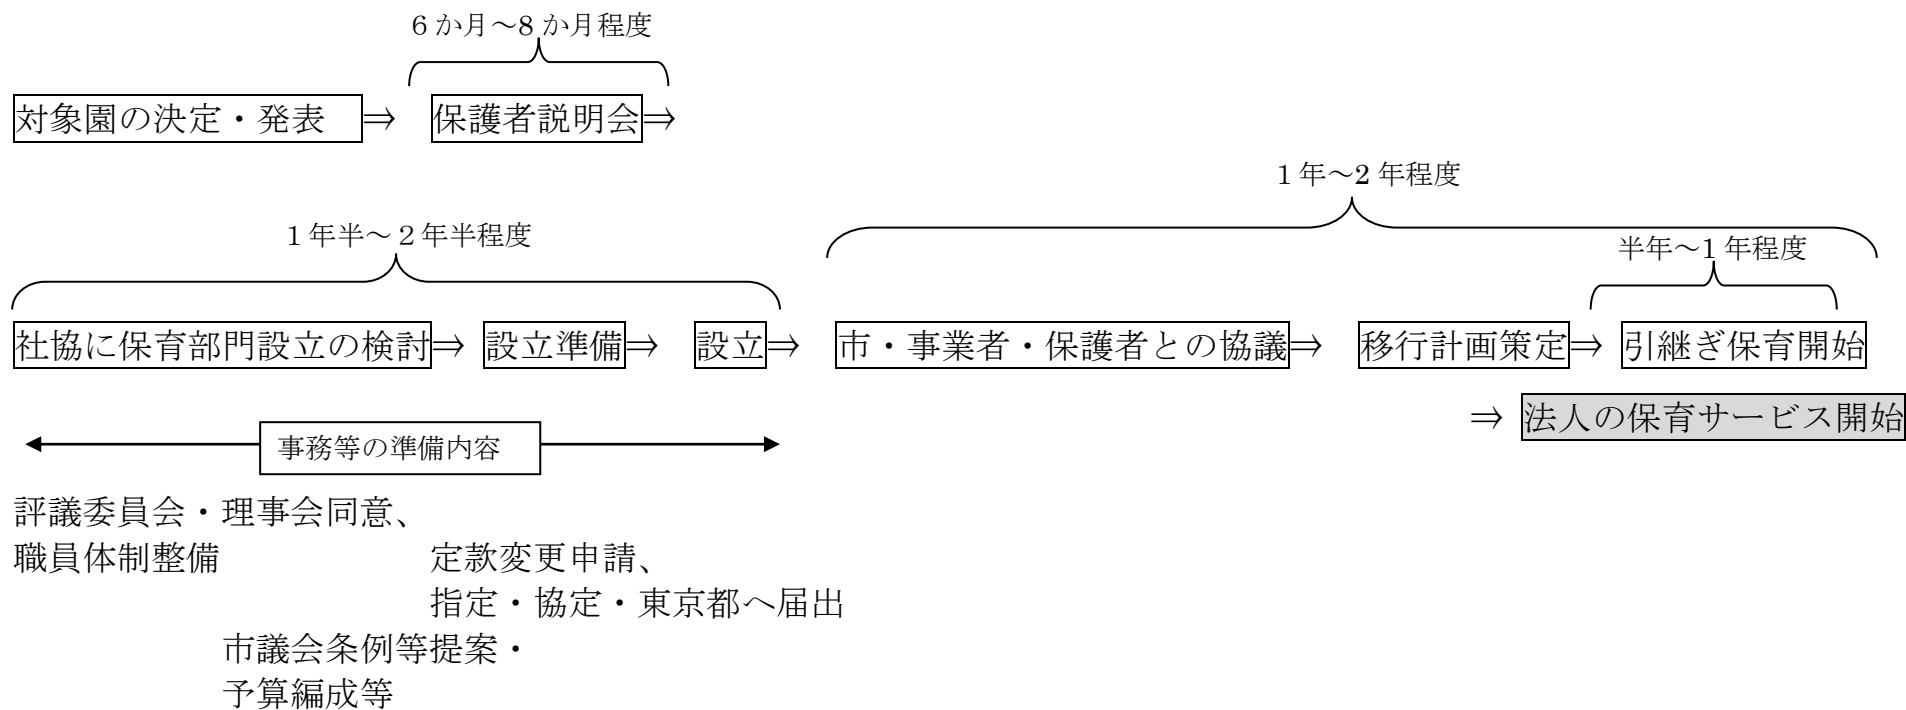 ６か月～8 か月程度
対象園の決定・発表 ⇒ 保護者説明会⇒
１年～2 年程度
１年半～２年半程度
半年～1 年程度
社協に保育部門設立の検討⇒ 設立準備⇒ 設立⇒ 市・事業者・保護者との協議⇒ 移行計画策定⇒ 引継ぎ保育開始
⇒ 法人の保育サービス開始
事務等の準備内容
評議委員会・理事会同意、
職員体制整備 定款変更申請、
指定・協定・東京都へ届出
市議会条例等提案・
予算編成等